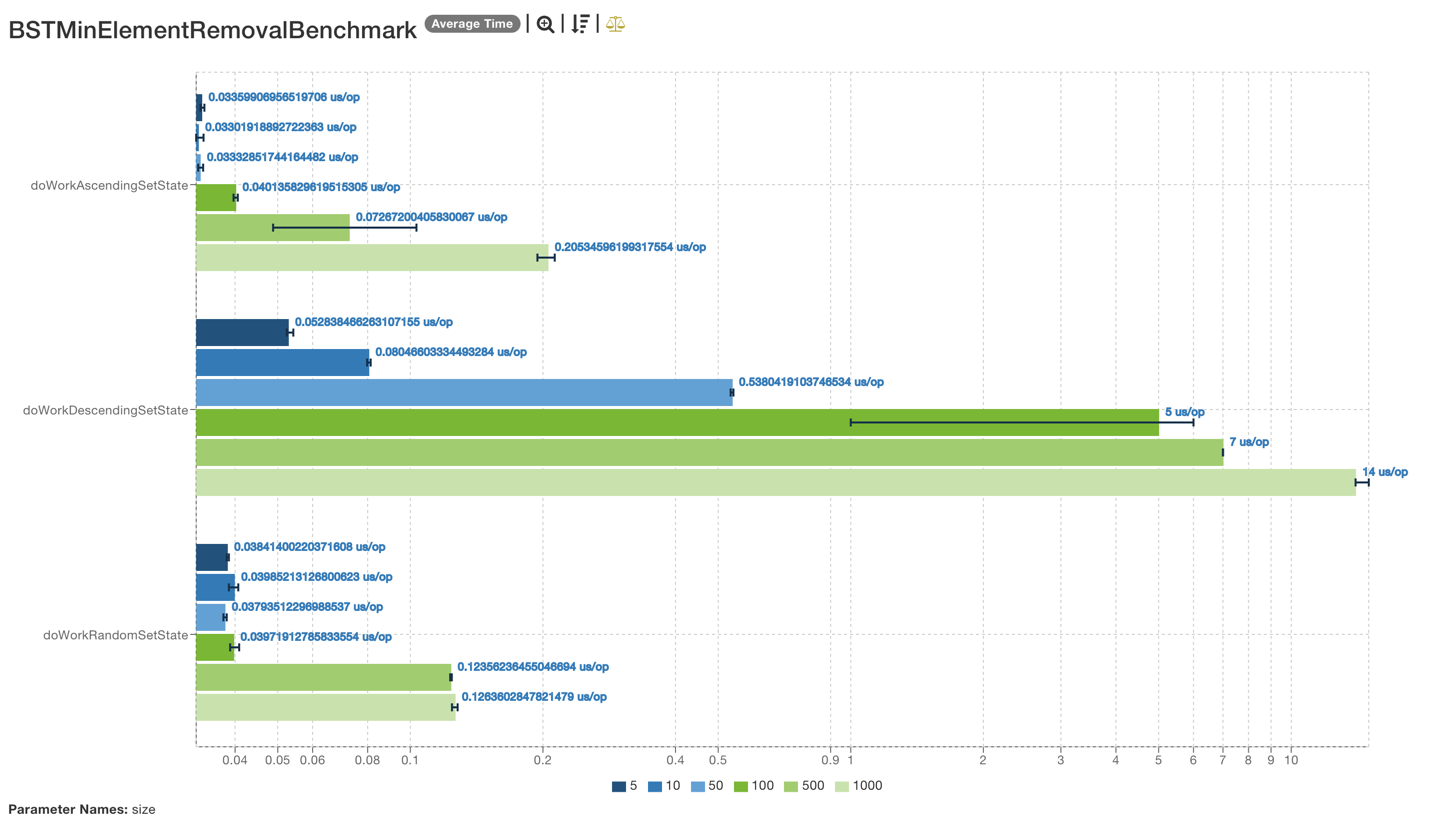 BSTMinElementRemovalBenchmark Average Time
0.03359906956519706 us/op
0.03301918892722363 us/op
0.03332851744164482 us/op
doWorkAscendingSetState
0.040135829619515305 us/op
0.07267200405830067 us/op
0.20534596199317554 us/op
0.052838466263107155 us/op
0.08046603334493284 us/op
0.5380419103746534 us/op
doWorkDescendingSetState
5 us/op
7 us/op
14 us/op
0.03841400220371608 us/op
0.03985213126800623 us/op
0.03793512296988537 us/op
doWorkRandomSetState
0.03971912785833554 us/op
0.12356236455046694 us/op
0.1263602847821479 us/op
0.04 0.05 0.06 0.08 0.1 0.2 0.4 0.5 0.9 1 2 3 4 5 6 7 8 9 10
5 10 50 100 500 1000
Parameter Names: size